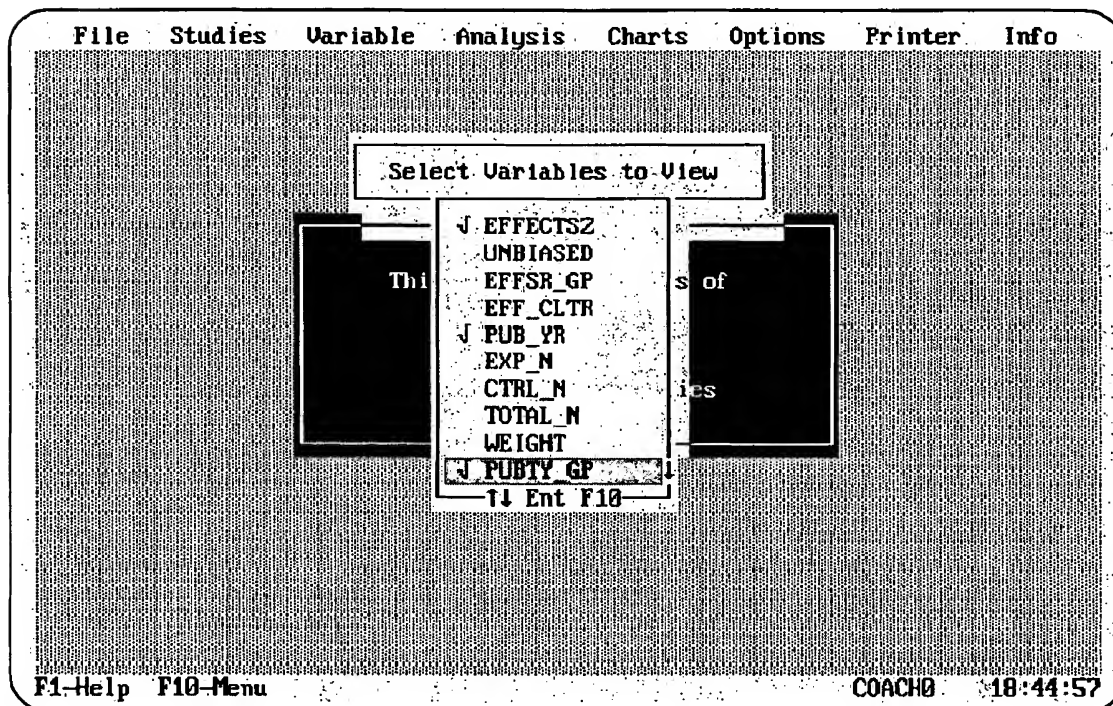 File Studies Variable Analysis Charts Options Printer Info
Select Variables to View
√ EFFECTSZ
UNBIASED
Thi EFFSR_GP s of
EFF_CLTR
√ PUB_YR
EXP_N
CTRL_N ies
TOTAL_N
WEIGHT
√ PUBTY_GP ↓
↑↓ Ent F10
F1-Help F10-Menu COACH0 18:44:57